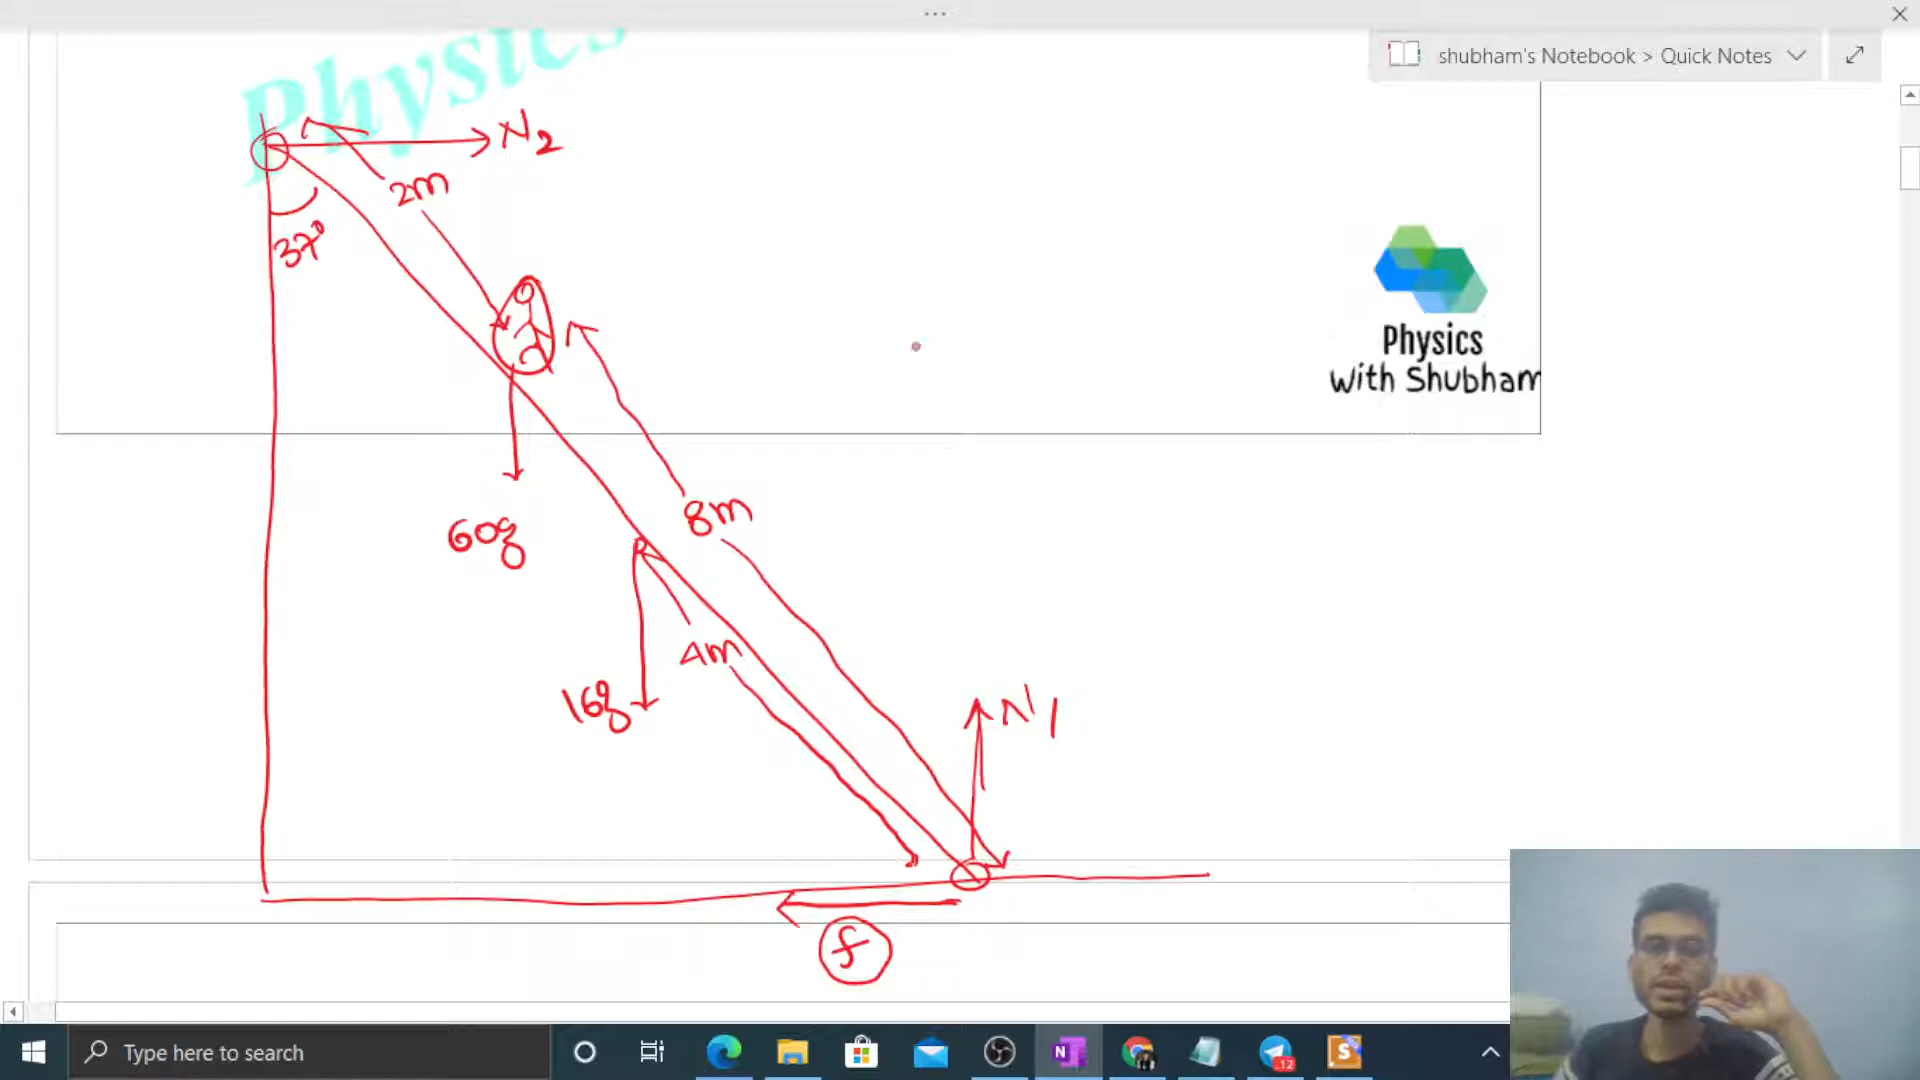 shubham's Notebook > Quick Notes
Physics
N2
2m
37°
Physics
With Shubham
60g
8m
4m
16g
N1
f
Type here to search
12